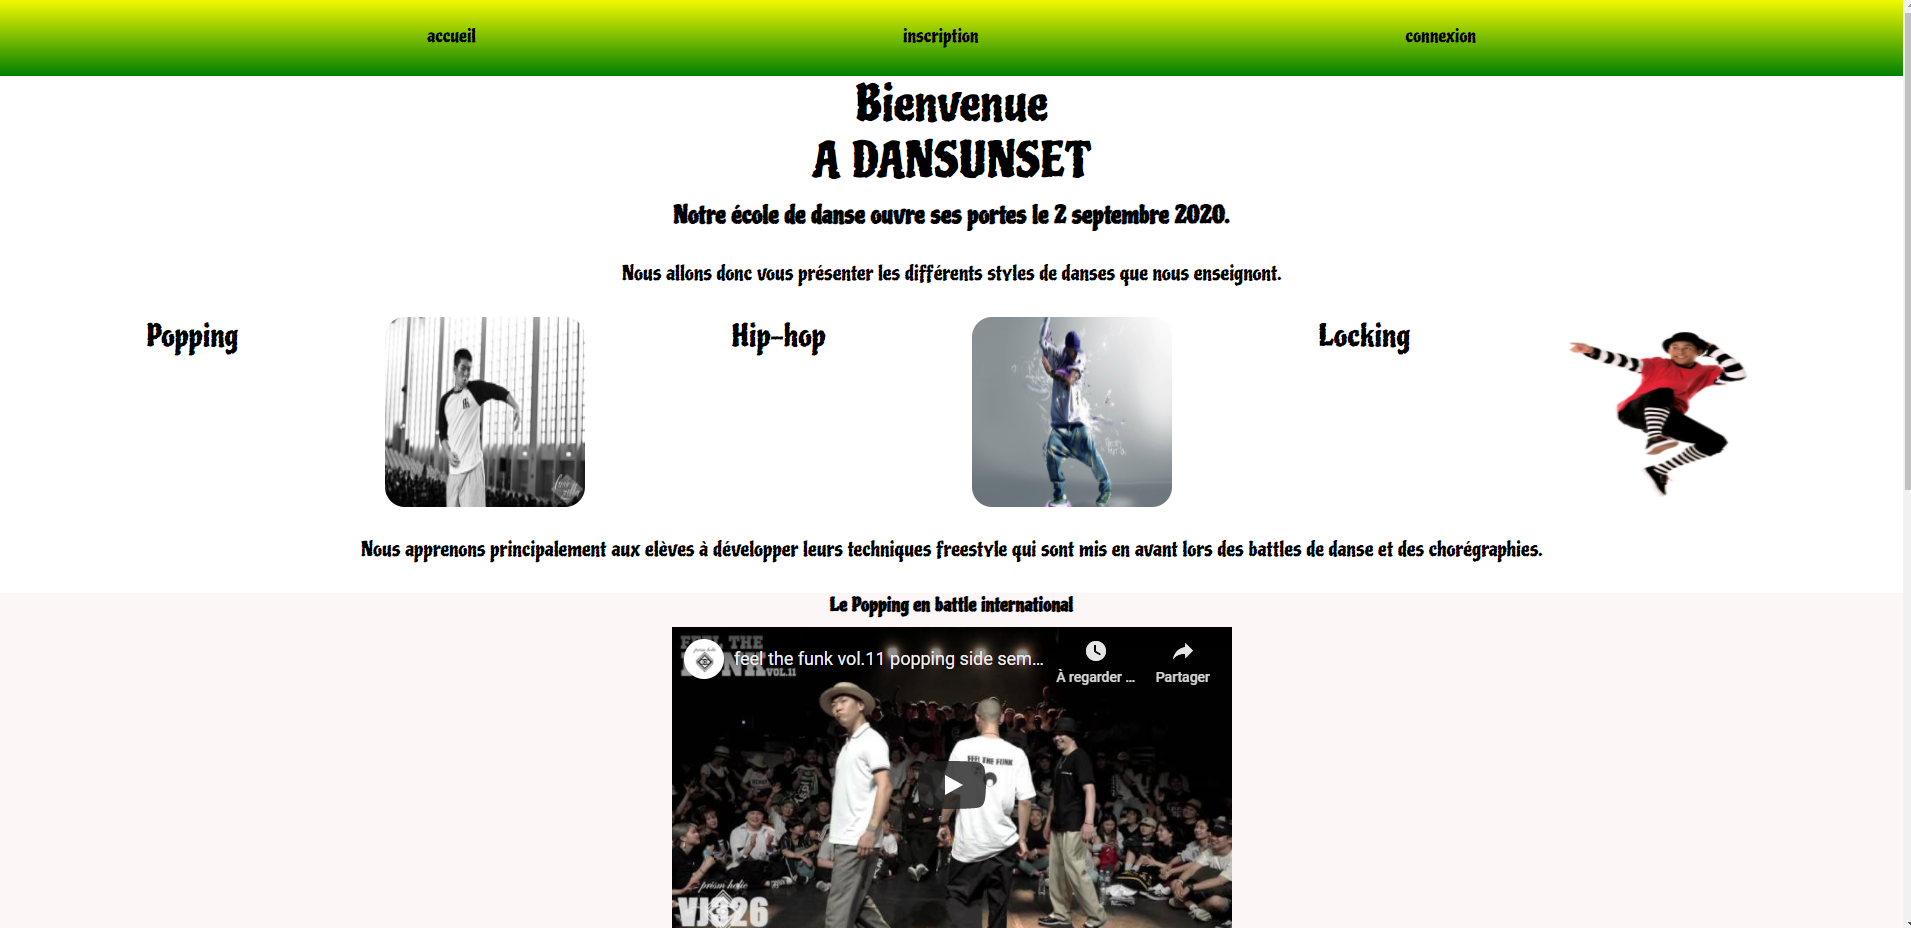 accueil
inscription
connexion
Bienvenue
A DANSUNSET
Notre école de danse ouvre ses portes le 2 septembre 2020.
Nous allons donc vous présenter les différents styles de danses que nous enseignont.
Popping
Hip-hop
Locking
Nous apprenons principalement aux elèves à développer leurs techniques freestyle qui sont mis en avant lors des battles de danse et des chorégraphies.
Le Popping en battle international
FEEL THE
VOL.11
feel the funk vol.11 popping side sem...
À regarder ...
Partager
FEEL THE FUNK
prism holic
VJ326